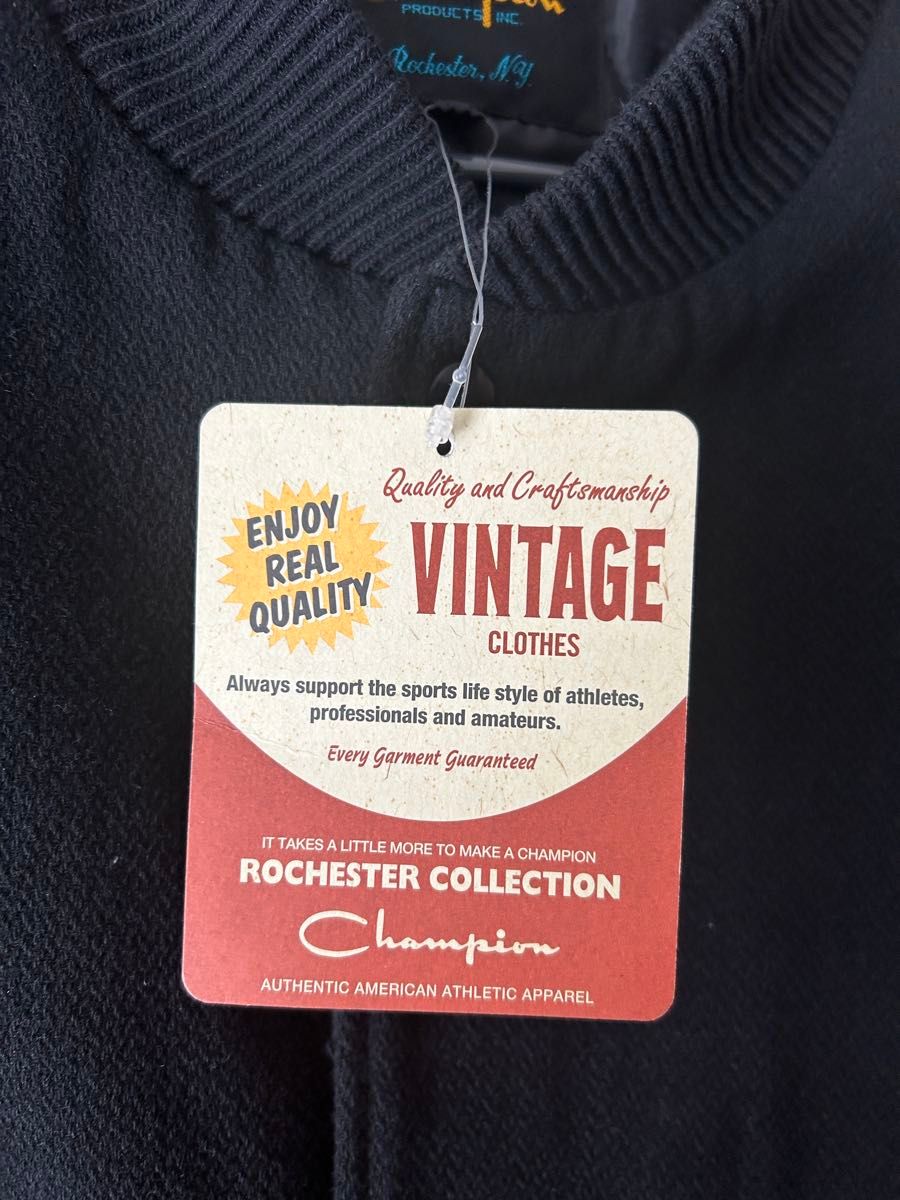 PRODUCTS INC.
Rochester, N.Y.
Quality and Craftsmanship
ENJOY
REAL
QUALITY
VINTAGE
CLOTHES
Always support the sports life style of athletes,
professionals and amateurs.
Every Garment Guaranteed
IT TAKES A LITTLE MORE TO MAKE A CHAMPION
ROCHESTER COLLECTION
Champion
AUTHENTIC AMERICAN ATHLETIC APPAREL